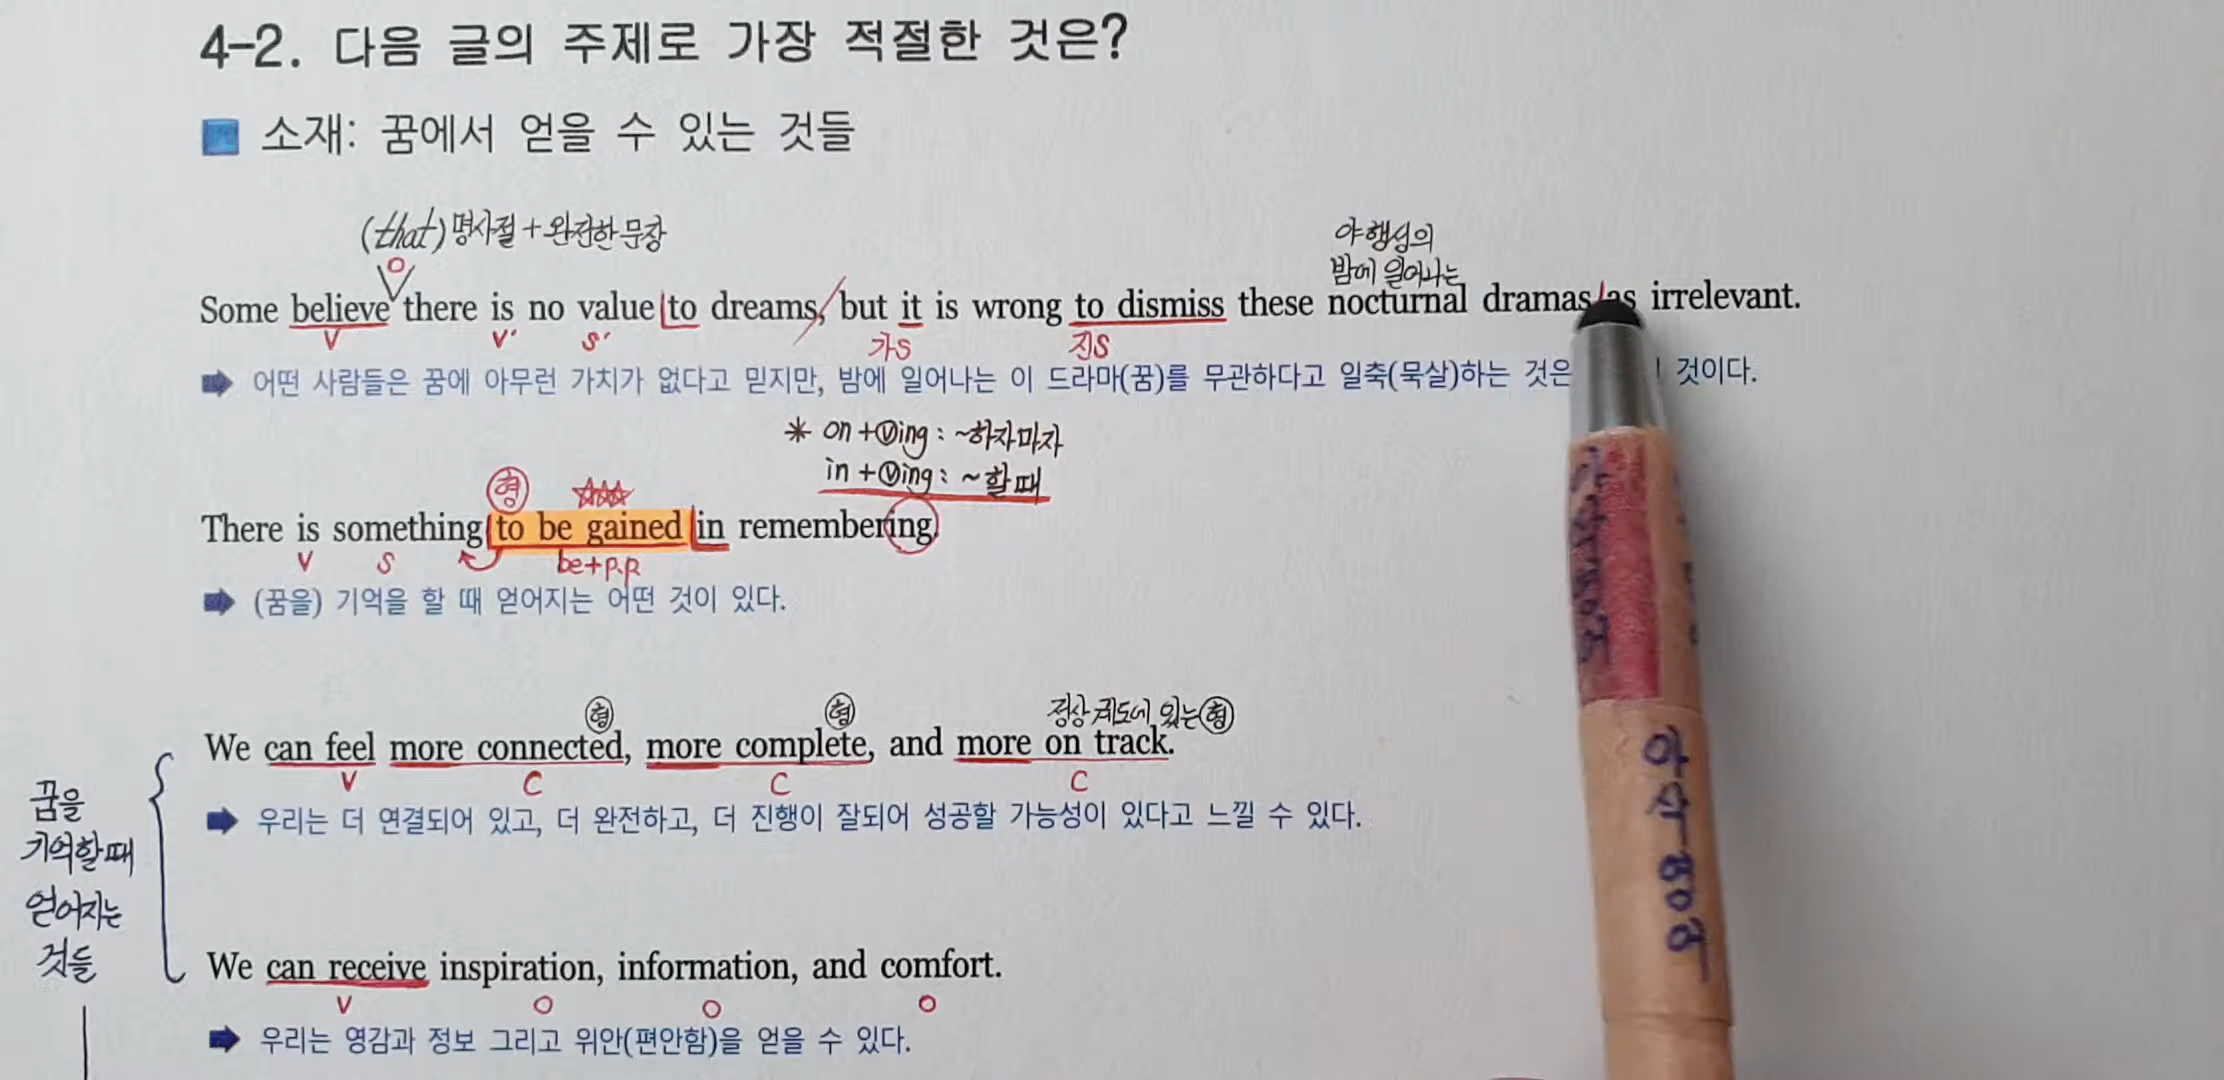 4-2. 다음 글의 주제로 가장 적절한 것은?
소재: 꿈에서 얻을 수 있는 것들
(that) 명사절 + 완전한 문장
야행성의
밤에 일어나는
O
Some believe there is no value to dreams, but it is wrong to dismiss these nocturnal dramas as irrelevant.
V V' S' 가S 진S
어떤 사람들은 꿈에 아무런 가치가 없다고 믿지만, 밤에 일어나는 이 드라마(꿈)를 무관하다고 일축(묵살)하는 것은 것이다.
* on +ⓥing : ~하자마자
in +ⓥing : ~할 때
형 ☆☆☆
There is something to be gained in remembering.
V S be+p.p
(꿈을) 기억을 할 때 얻어지는 어떤 것이 있다.
형 형 정상궤도에 있는 형
We can feel more connected, more complete, and more on track.
V C C C
우리는 더 연결되어 있고, 더 완전하고, 더 진행이 잘되어 성공할 가능성이 있다고 느낄 수 있다.
꿈을
기억할 때
얻어지는
것들
We can receive inspiration, information, and comfort.
V O O O
우리는 영감과 정보 그리고 위안(편안함)을 얻을 수 있다.